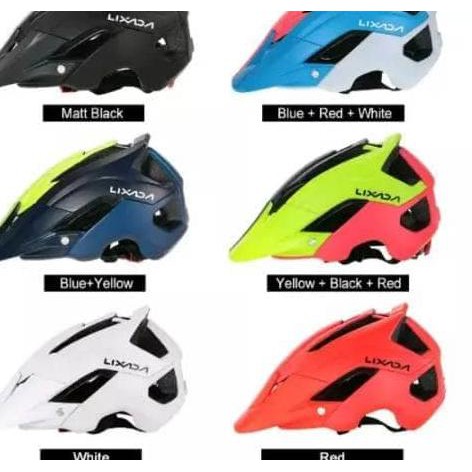 LIXADA
LIXADA
Matt Black
Blue + Red + White
LIXADA
LIXADA
Blue+Yellow
Yellow + Black + Red
LIXADA
LIXADA
White
Red